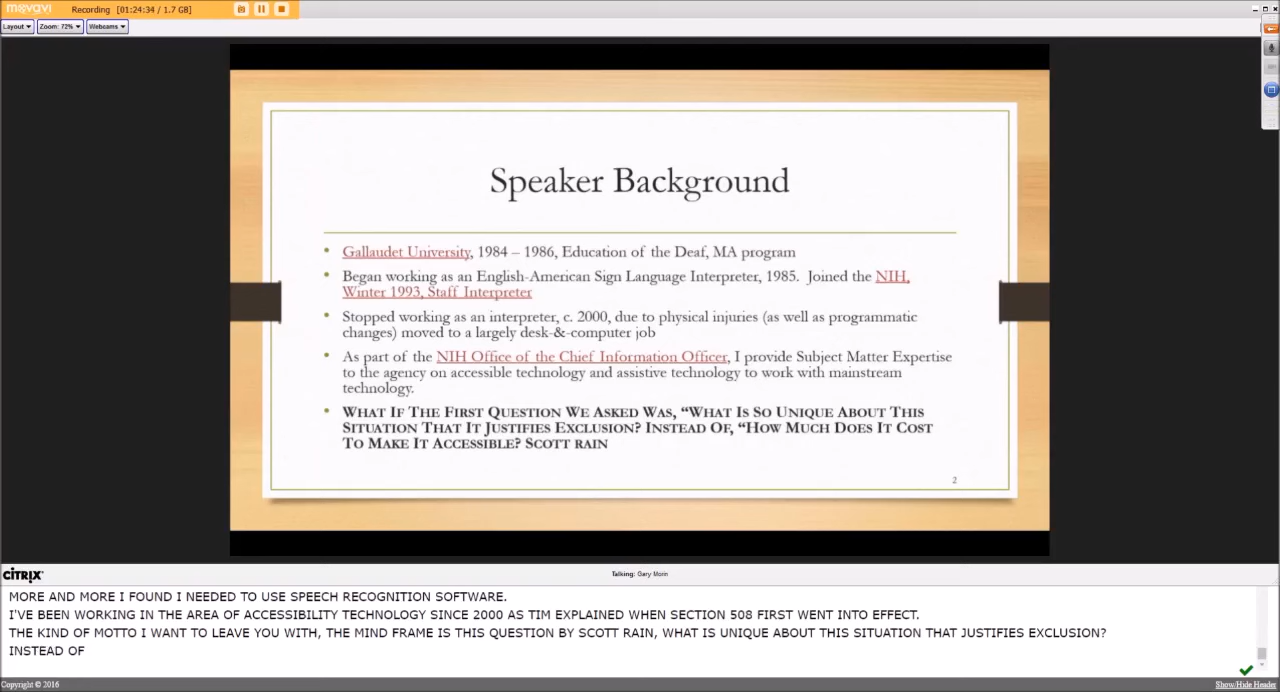 movavi Recording [01:24:34 / 1.7 GB]
Layout Zoom: 72% Webcams
Speaker Background
Gallaudet University, 1984 – 1986, Education of the Deaf, MA program
Began working as an English-American Sign Language Interpreter, 1985. Joined the NIH,
Winter 1993, Staff Interpreter
Stopped working as an interpreter, c. 2000, due to physical injuries (as well as programmatic
changes) moved to a largely desk-&-computer job
As part of the NIH Office of the Chief Information Officer, I provide Subject Matter Expertise
to the agency on accessible technology and assistive technology to work with mainstream
technology.
WHAT IF THE FIRST QUESTION WE ASKED WAS, “WHAT IS SO UNIQUE ABOUT THIS
SITUATION THAT IT JUSTIFIES EXCLUSION? INSTEAD OF, “HOW MUCH DOES IT COST
TO MAKE IT ACCESSIBLE? SCOTT RAIN
2
CITRIX
Talking: Gary Morin
MORE AND MORE I FOUND I NEEDED TO USE SPEECH RECOGNITION SOFTWARE.
I'VE BEEN WORKING IN THE AREA OF ACCESSIBILITY TECHNOLOGY SINCE 2000 AS TIM EXPLAINED WHEN SECTION 508 FIRST WENT INTO EFFECT.
THE KIND OF MOTTO I WANT TO LEAVE YOU WITH, THE MIND FRAME IS THIS QUESTION BY SCOTT RAIN, WHAT IS UNIQUE ABOUT THIS SITUATION THAT JUSTIFIES EXCLUSION?
INSTEAD OF
Copyright © 2016 Show/Hide Header